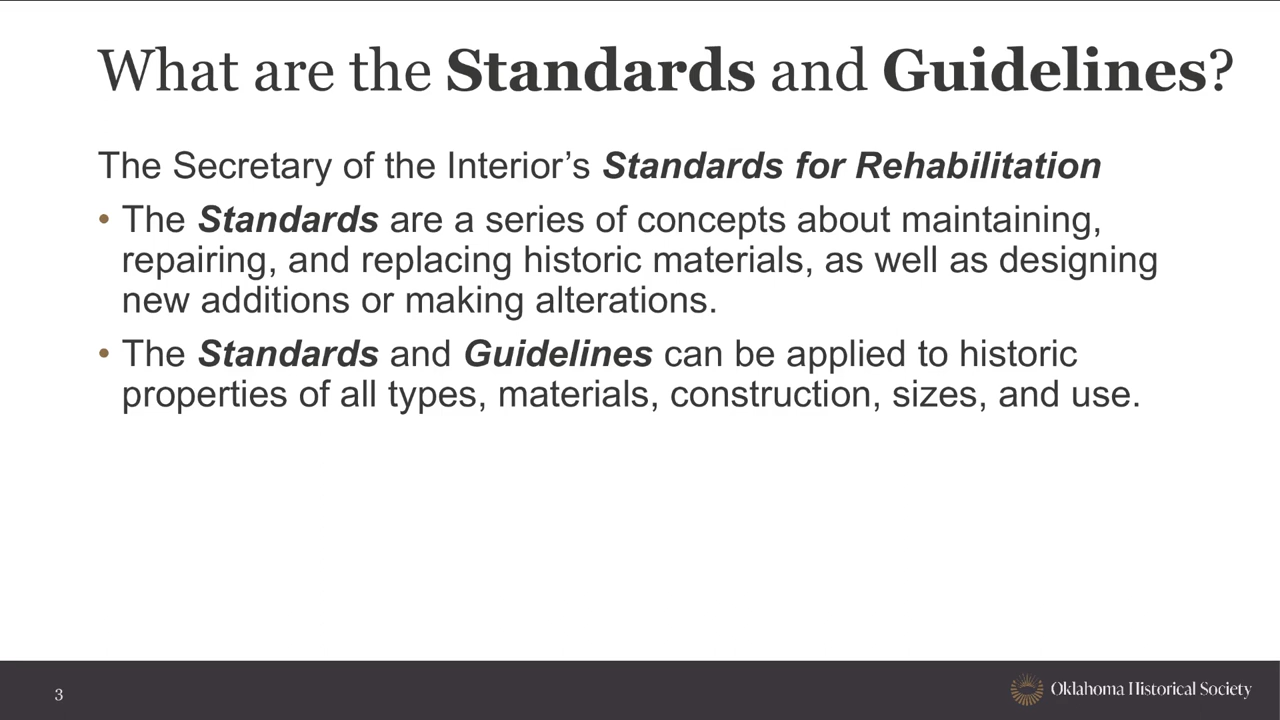 What are the Standards and Guidelines?
The Secretary of the Interior’s Standards for Rehabilitation
• The Standards are a series of concepts about maintaining,
repairing, and replacing historic materials, as well as designing
new additions or making alterations.
• The Standards and Guidelines can be applied to historic
properties of all types, materials, construction, sizes, and use.
3
Oklahoma Historical Society